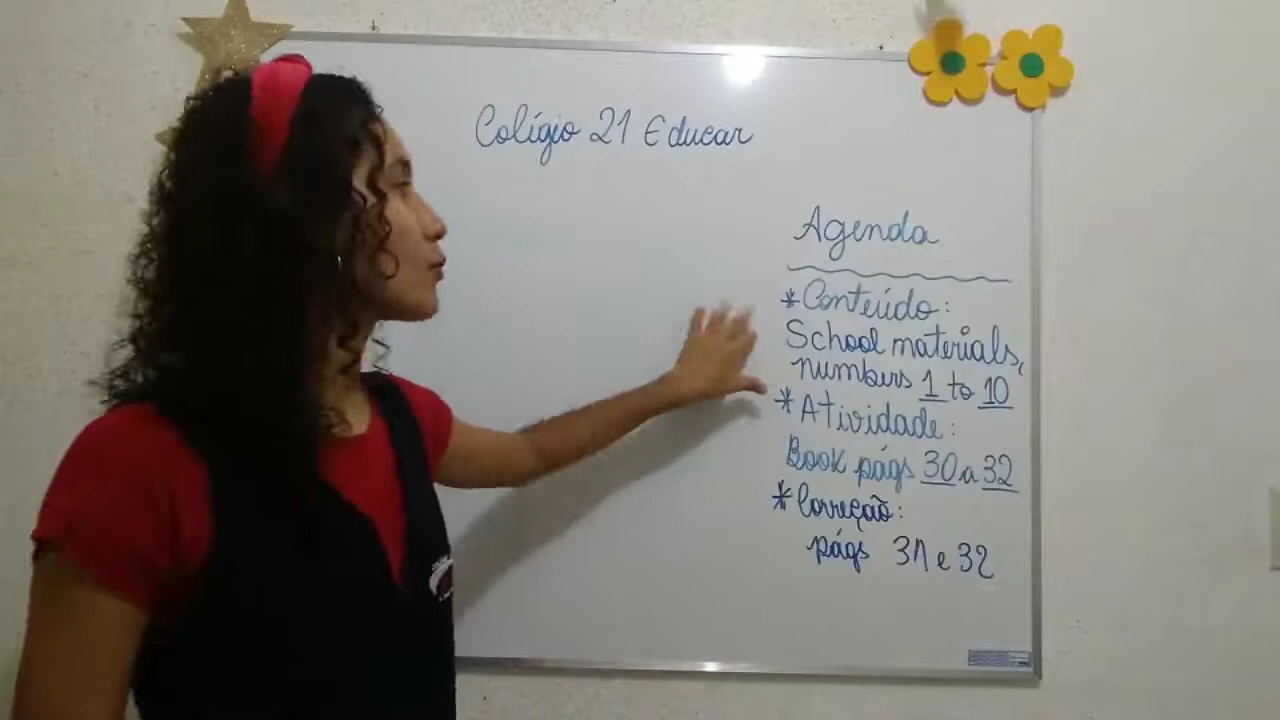 Colégio 21 Educar
Agenda
*Conteúdo:
School materials,
numbers 1 to 10
*Atividade:
Book págs 30 a 32
*Correção:
págs 31 e 32